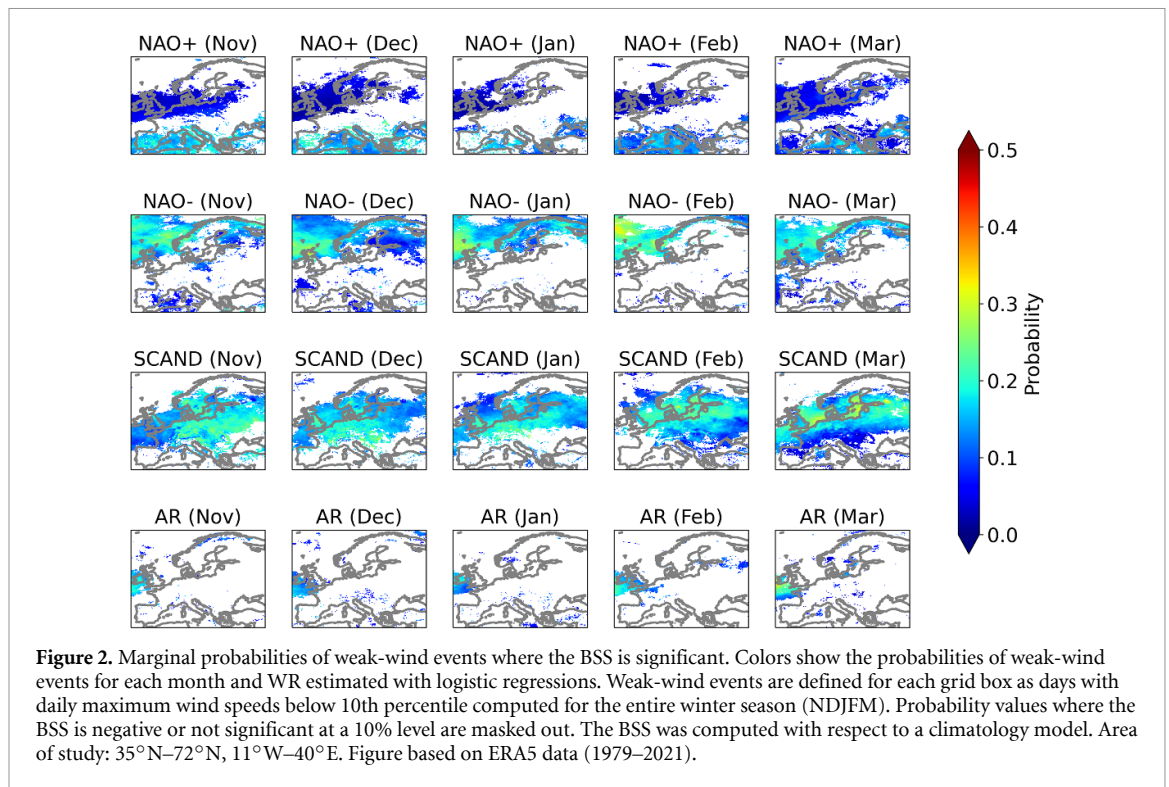 NAO+ (Nov) NAO+ (Dec) NAO+ (Jan) NAO+ (Feb) NAO+ (Mar)
NAO- (Nov) NAO- (Dec) NAO- (Jan) NAO- (Feb) NAO- (Mar)
SCAND (Nov) SCAND (Dec) SCAND (Jan) SCAND (Feb) SCAND (Mar)
AR (Nov) AR (Dec) AR (Jan) AR (Feb) AR (Mar)
0.5
0.4
0.3
0.2
0.1
0.0
Probability
Figure 2. Marginal probabilities of weak-wind events where the BSS is significant. Colors show the probabilities of weak-wind
events for each month and WR estimated with logistic regressions. Weak-wind events are defined for each grid box as days with
daily maximum wind speeds below 10th percentile computed for the entire winter season (NDJFM). Probability values where the
BSS is negative or not significant at a 10% level are masked out. The BSS was computed with respect to a climatology model. Area
of study: 35°N–72°N, 11°W–40°E. Figure based on ERA5 data (1979–2021).